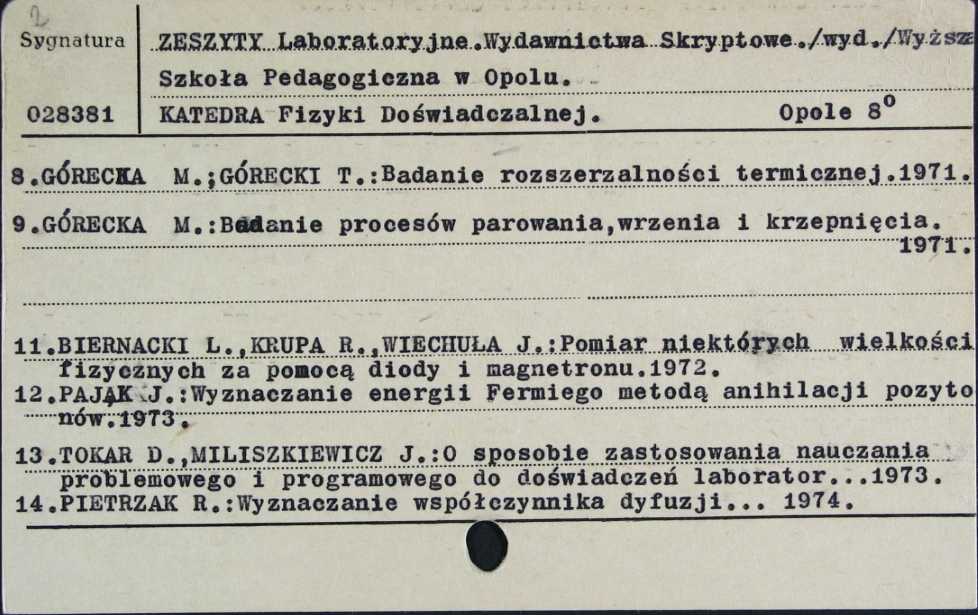 2
Sygnatura
ZESZYTY Laboratoryjne.Wydawnictwa Skryptowe./wyd./Wyższa
Szkoła Pedagogiczna w Opolu.
028381
KATEDRA Fizyki Doświadczalnej. Opole 8o
8.GÓRECKA M.;GÓRECKI T.:Badanie rozszerzalności termicznej.1971.
9.GÓRECKA M.:Badanie procesów parowania,wrzenia i krzepnięcia.
1971.
11.BIERNACKI L.,KRUPA R.,WIECHUŁA J.:Pomiar niektórych wielkości
fizycznych za pomocą diody i magnetronu.1972.
12.PAJĄK J.:Wyznaczanie energii Fermiego metodą anihilacji pozyto
nów.1973.
13.TOKAR D.,MILISZKIEWICZ J.:O sposobie zastosowania nauczania
problemowego i programowego do doświadczeń laborator...1973.
14.PIETRZAK R.:Wyznaczanie współczynnika dyfuzji... 1974.